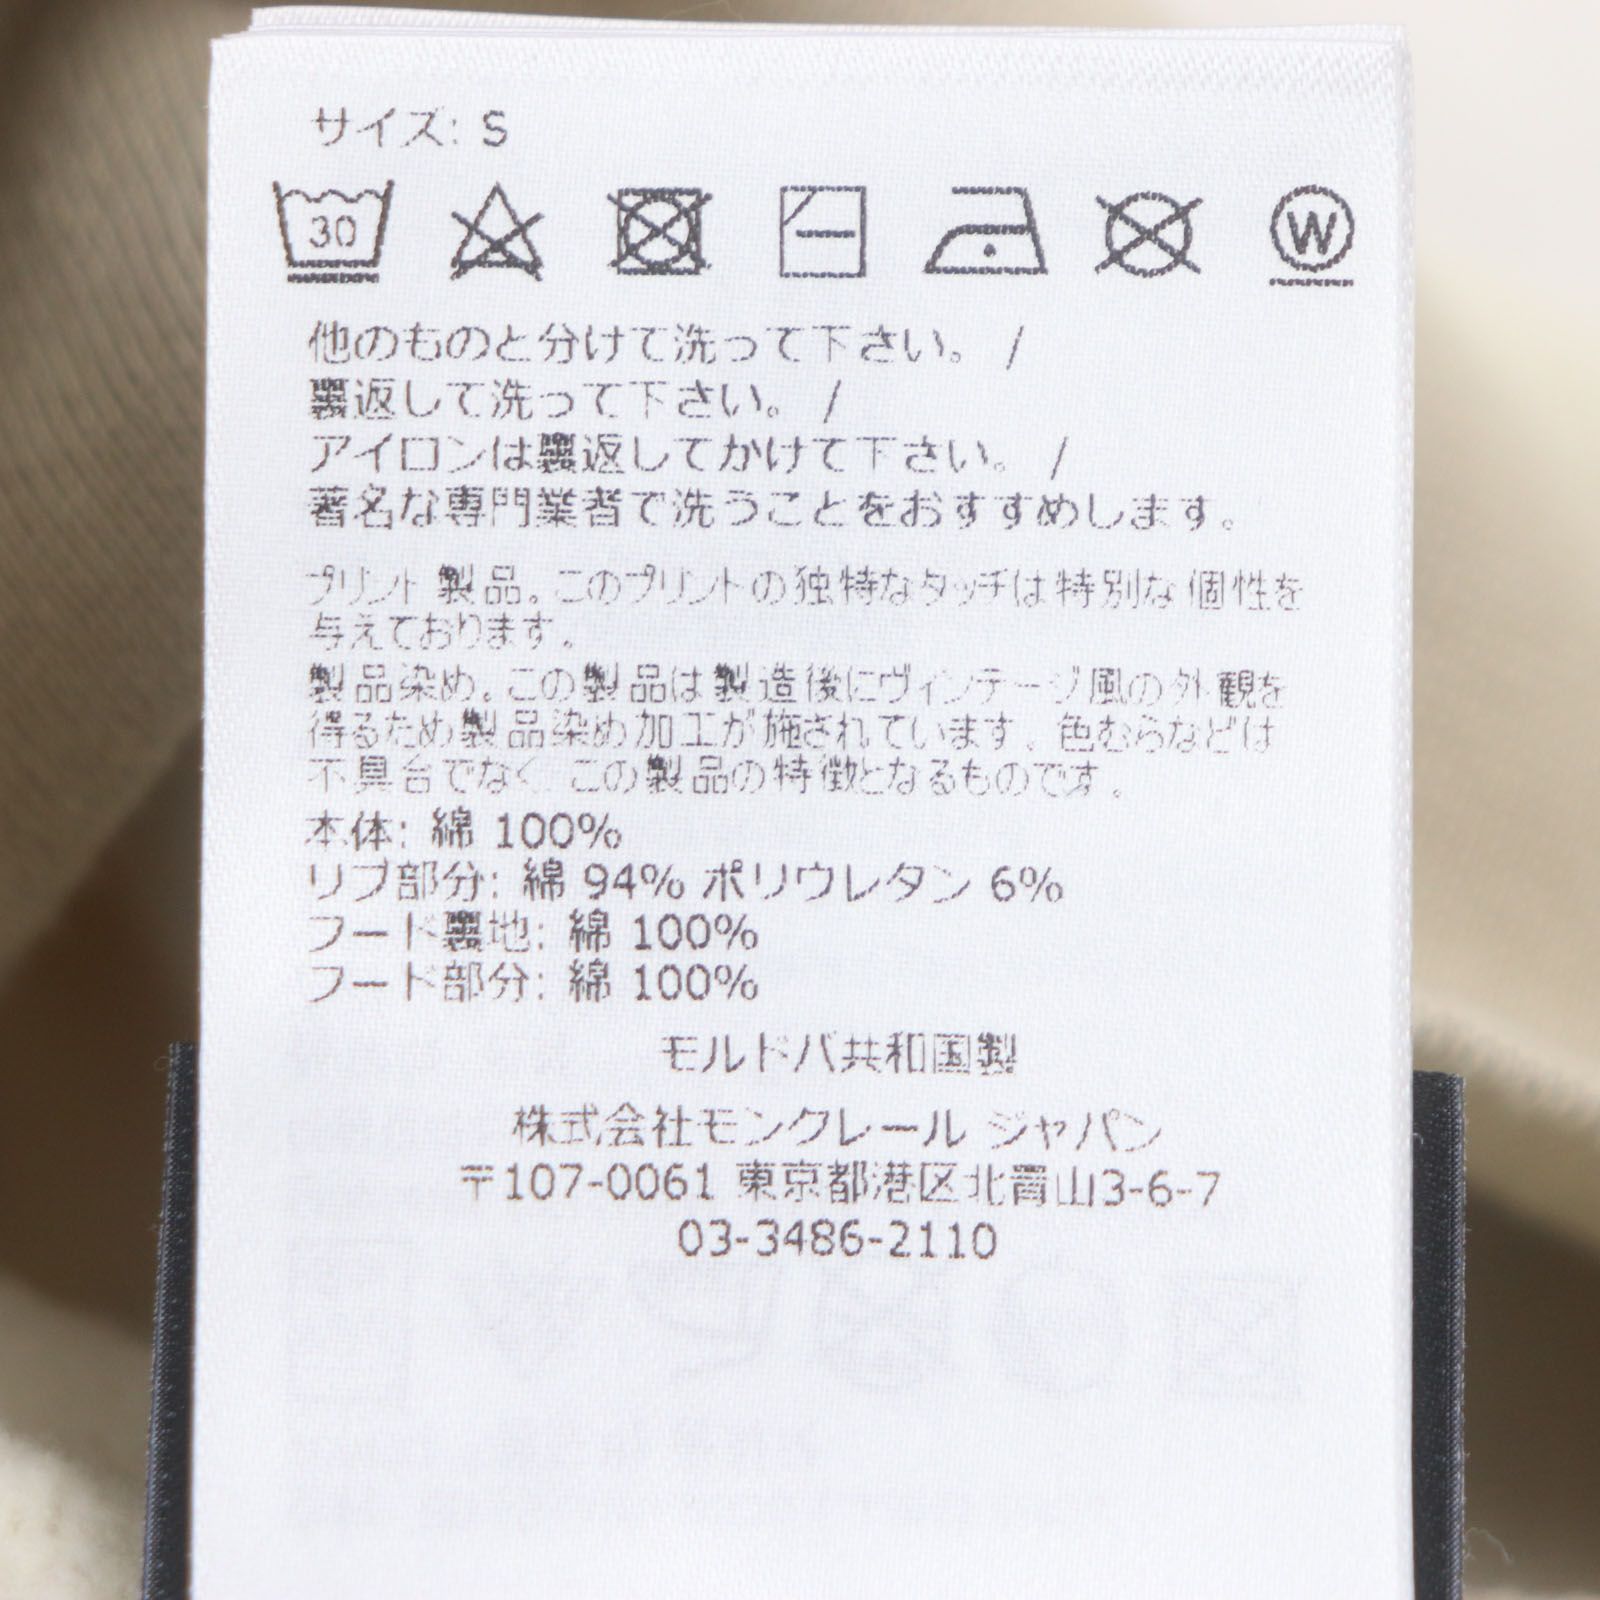 サイズ: S
30
W
他のものと分けて洗って下さい。 /
裏返して洗って下さい。 /
アイロンは裏返してかけて下さい。 /
著名な専門業者で洗うことをおすすめします。
プリント製品。このプリントの独特なタッチは特別な個性を
与えております。
製品染め。この製品は製造後にヴィンテージ風の外観を
得るため製品染め加工が施されています。色むらなどは
不具合でなく、この製品の特徴となるものです。
本体: 綿 100%
リブ部分: 綿 94% ポリウレタン 6%
フード裏地: 綿 100%
フード部分: 綿 100%
モルドバ共和国製
株式会社モンクレール ジャパン
〒107-0061 東京都港区北青山3-6-7
03-3486-2110